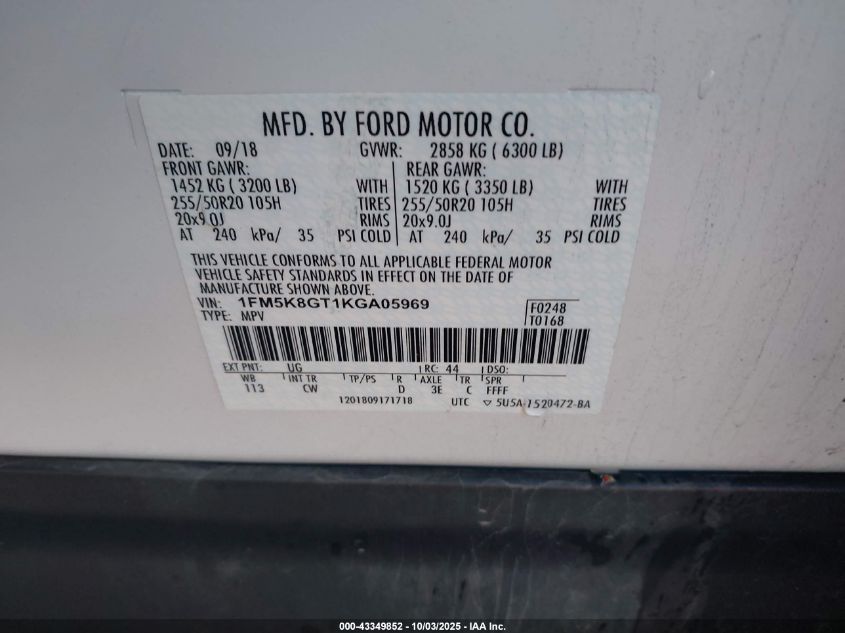 MFD. BY FORD MOTOR CO.
DATE: 09/18 GVWR: 2858 KG ( 6300 LB)
FRONT GAWR: REAR GAWR:
1452 KG ( 3200 LB) WITH 1520 KG ( 3350 LB) WITH
255/50R20 105H TIRES 255/50R20 105H TIRES
20x9.0J RIMS 20x9.0J RIMS
AT 240 kPa/ 35 PSI COLD AT 240 kPa/ 35 PSI COLD
THIS VEHICLE CONFORMS TO ALL APPLICABLE FEDERAL MOTOR
VEHICLE SAFETY STANDARDS IN EFFECT ON THE DATE OF
MANUFACTURE SHOWN ABOVE.
VIN: 1FM5K8GT1KGA05969 F0248
TYPE: MPV T0168
EXT PNT: UG RC: 44 DSO:
WB INT TR TP/PS R AXLE TR SPR
113 CW D 3E C FFFF
1201809171718 UTC ▽ 5U5A-1520472-BA
000-43349852 - 10/03/2025 - IAA Inc.